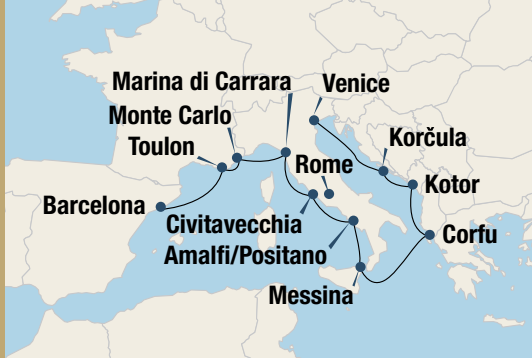 Marina di Carrara
Venice
Monte Carlo
Toulon
Korčula
Rome
Kotor
Barcelona
Civitavecchia
Corfu
Amalfi/Positano
Messina